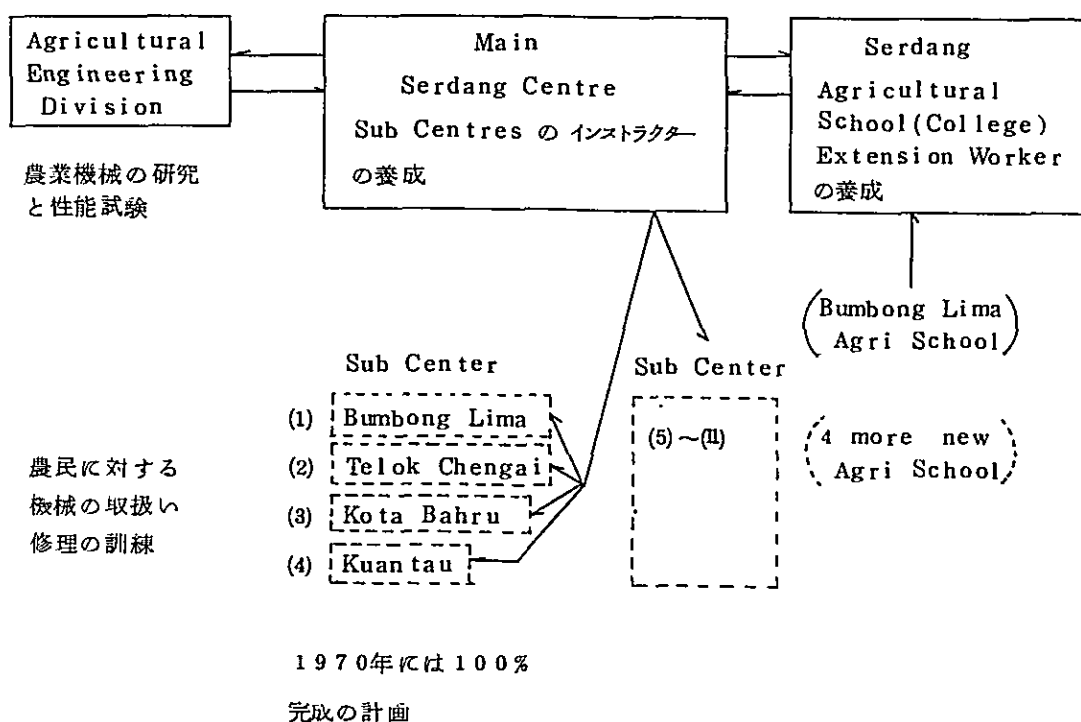 Agricultural
Engineering
Division
農業機械の研究
と性能試験
Main
Serdang Centre
Sub Centres の インストラクター
の養成
Serdang
Agricultural
School(College)
Extension Worker
の養成
(Bumbong Lima
Agri School)
(4 more new
Agri School)
Sub Center
(1) Bumbong Lima
(2) Telok Chengai
(3) Kota Bahru
(4) Kuantau
Sub Center
(5)～(11)
農民に対する
機械の取扱い
修理の訓練
1970年には100%
完成の計画